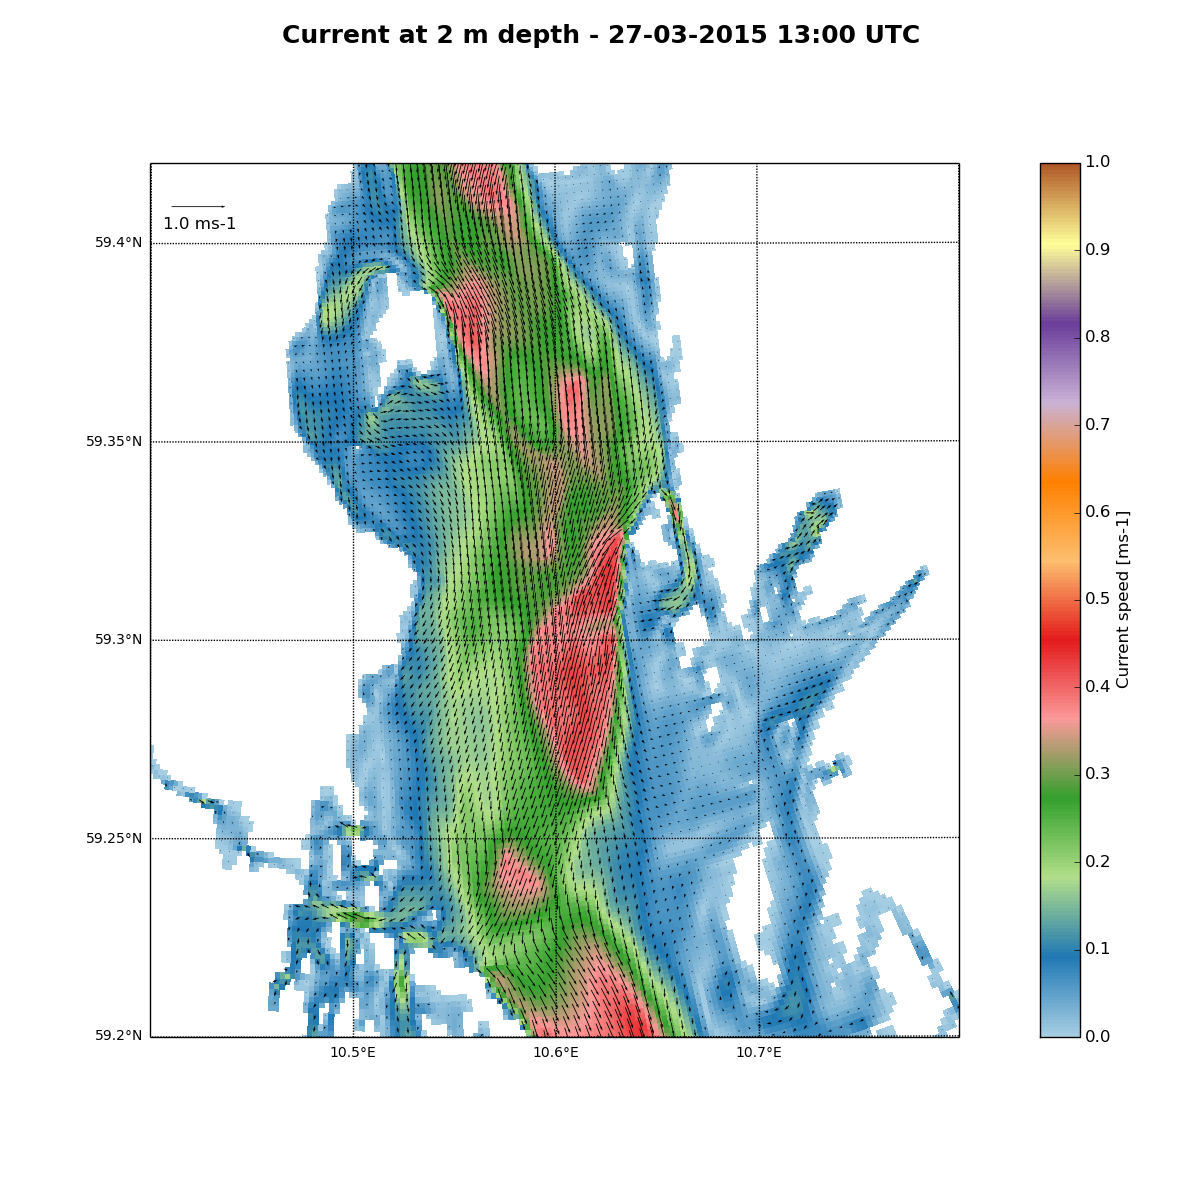 Current at 2 m depth - 27-03-2015 13:00 UTC
1.0 ms-1
59.4°N
59.35°N
59.3°N
59.25°N
59.2°N
10.5°E
10.6°E
10.7°E
1.0
0.9
0.8
0.7
0.6
0.5
0.4
0.3
0.2
0.1
0.0
Current speed [ms-1]